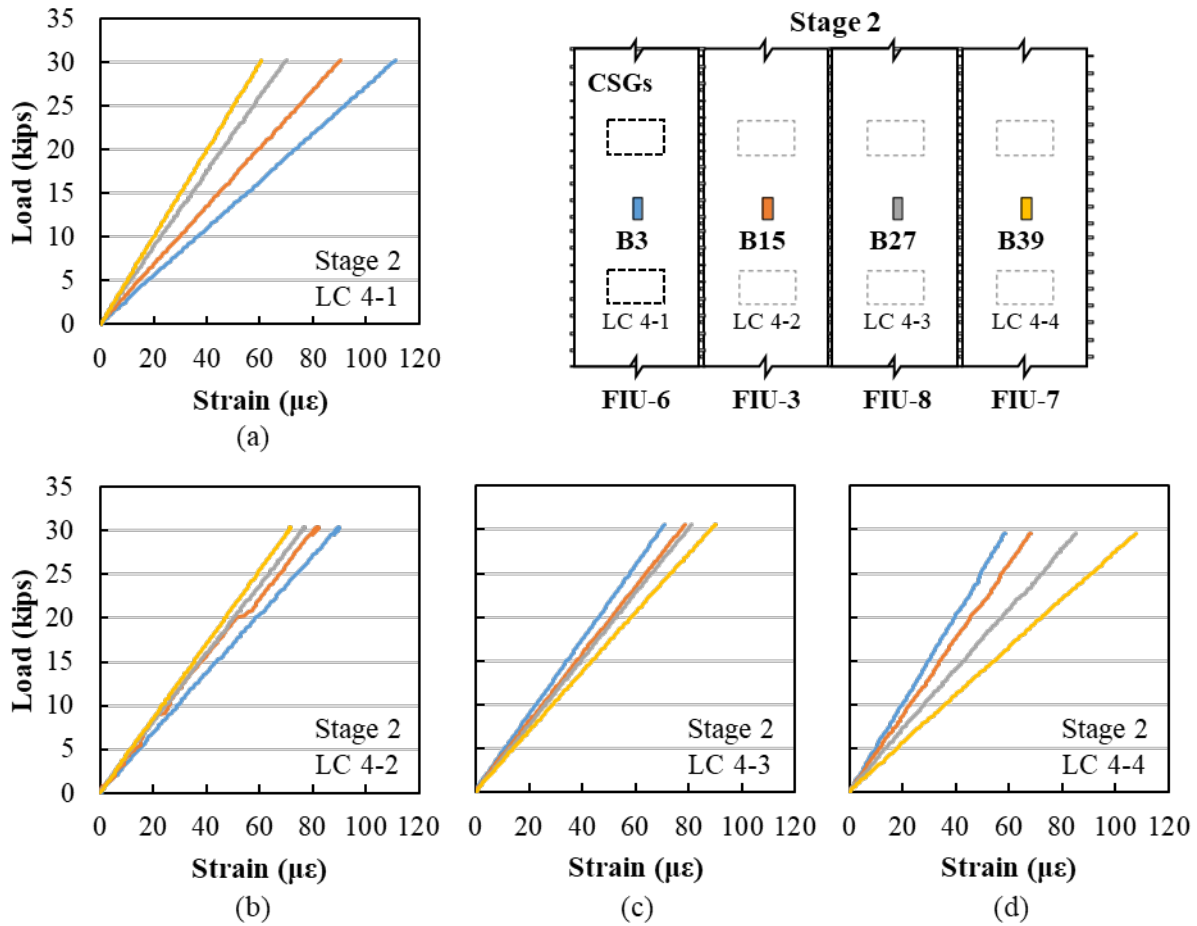 35
30
25
20
15
10
5
0
Load (kips)
Stage 2
LC 4-1
0 20 40 60 80 100 120
Strain (με)
(a)
Stage 2
CSGs
B3 B15 B27 B39
LC 4-1 LC 4-2 LC 4-3 LC 4-4
FIU-6 FIU-3 FIU-8 FIU-7
35
30
25
20
15
10
5
0
Load (kips)
Stage 2
LC 4-2
0 20 40 60 80 100 120
Strain (με)
(b)
Stage 2
LC 4-3
0 20 40 60 80 100 120
Strain (με)
(c)
Stage 2
LC 4-4
0 20 40 60 80 100 120
Strain (με)
(d)